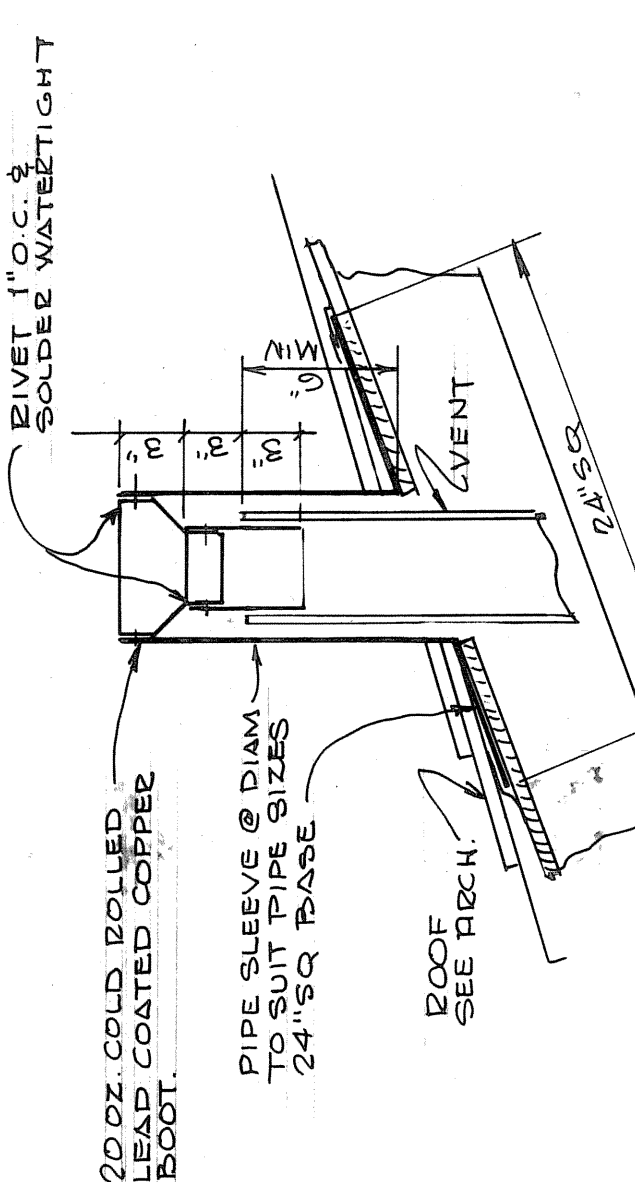 RIVET 1" O.C. &
SOLDER WATERTIGHT
20 OZ. COLD ROLLED
LEAD COATED COPPER
BOOT.
3"
3"
3"
6"
MIN
PIPE SLEEVE @ DIAM
TO SUIT PIPE SIZES
24" SQ BASE
VENT
24" SQ
ROOF
SEE ARCH.